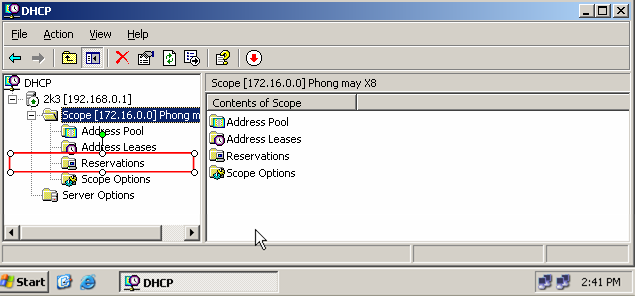 DHCP
File Action View Help
DHCP
2k3 [192.168.0.1]
Scope [172.16.0.0] Phong m
Address Pool
Address Leases
Reservations
Scope Options
Server Options
Scope [172.16.0.0] Phong may X8
Contents of Scope
Address Pool
Address Leases
Reservations
Scope Options
Start
DHCP
2:41 PM